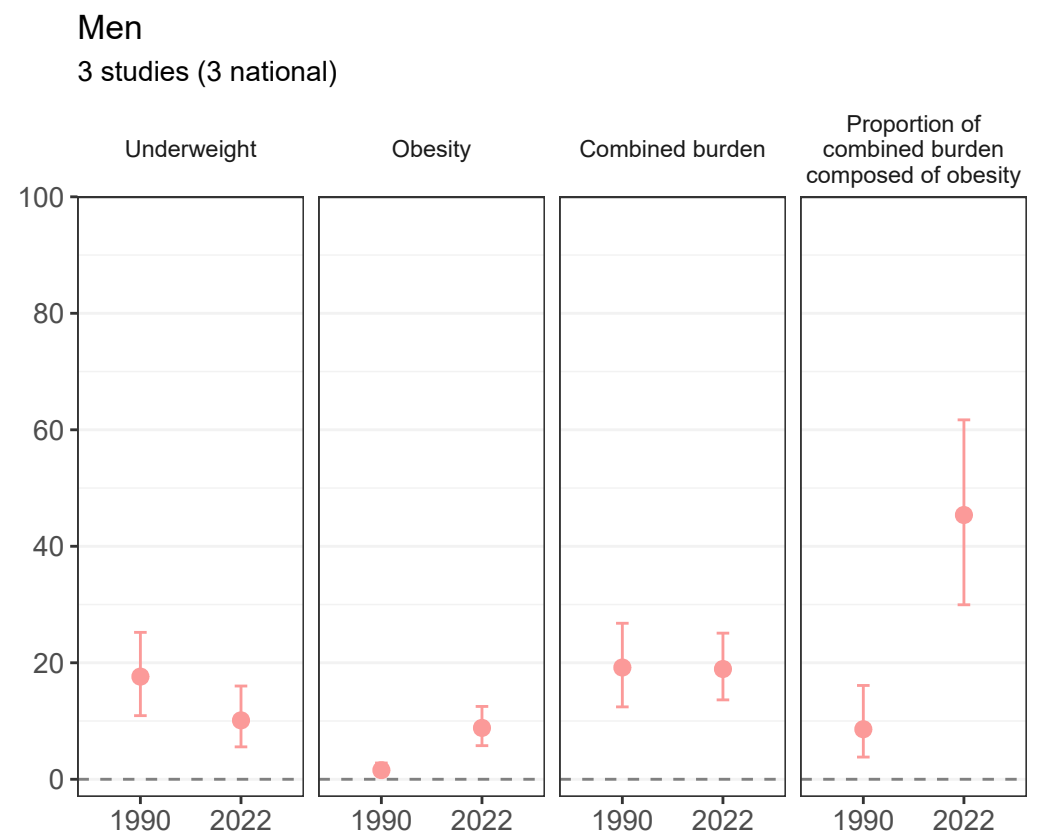 Men
3 studies (3 national)
Underweight
Obesity
Combined burden
Proportion of
combined burden
composed of obesity
100
80
60
40
20
0
1990 2022
1990 2022
1990 2022
1990 2022